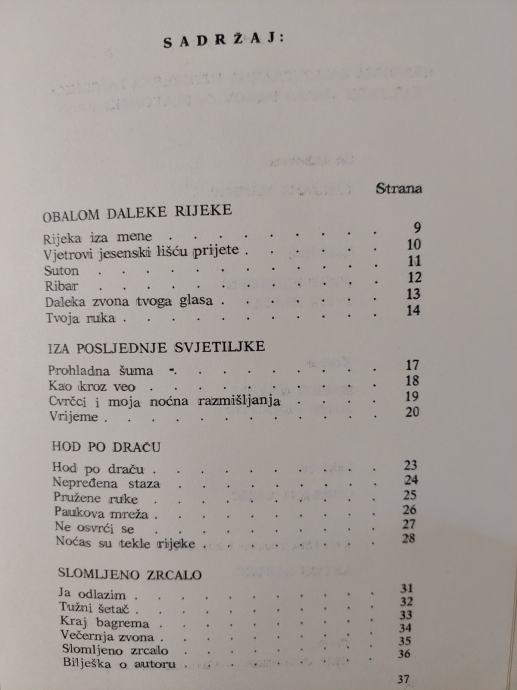 SADRŽAJ:
Strana
OBALOM DALEKE RIJEKE
Rijeka iza mene . . . . . . . . 9
Vjetrovi jesenski lišću prijete . . . . . 10
Suton . . . . . . . . . . 11
Ribar . . . . . . . . . . 12
Daleka zvona tvoga glasa . . . . . . 13
Tvoja ruka . . . . . . . . . 14
IZA POSLJEDNJE SVJETILJKE
Prohladna šuma . . . . . . . . 17
Kao kroz veo . . . . . . . . 18
Cvrčci i moja noćna razmišljanja . . . . 19
Vrijeme . . . . . . . . . . 20
HOD PO DRAČU
Hod po draču . . . . . . . . 23
Nepređena staza . . . . . . . . 24
Pružene ruke . . . . . . . . 25
Paukova mreža . . . . . . . . 26
Ne osvrći se . . . . . . . . 27
Noćas su tekle rijeke . . . . . . . 28
SLOMLJENO ZRCALO
Ja odlazim . . . . . . . . . 31
Tužni šetač . . . . . . . . . 32
Kraj bagrema . . . . . . . . 33
Večernja zvona . . . . . . . . 34
Slomljeno zrcalo . . . . . . . . 35
Bilješka o autoru . . . . . . . . 36
37